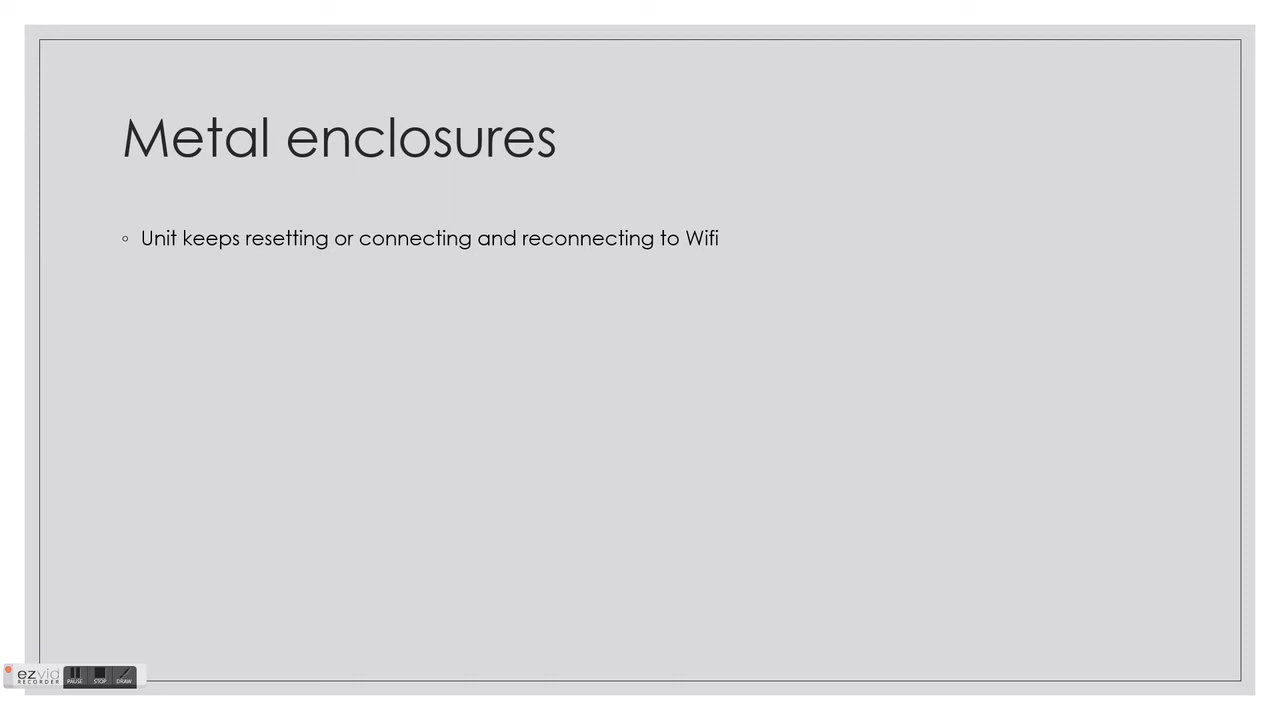 Metal enclosures
Unit keeps resetting or connecting and reconnecting to Wifi
ezvid
RECORDER
PAUSE STOP DRAW